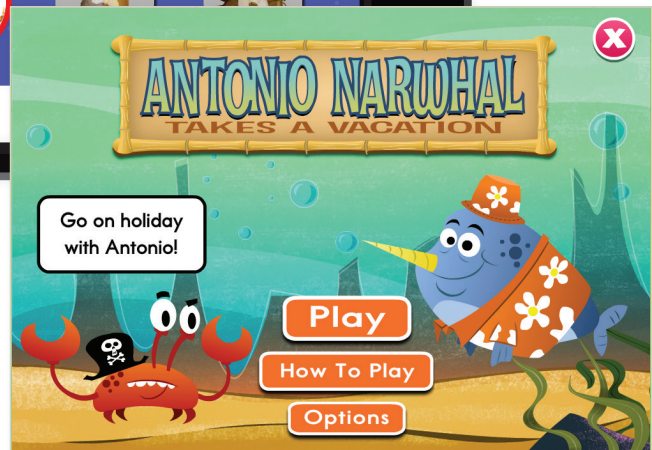 ANTONIO NARWHAL
TAKES A VACATION
X
Go on holiday
with Antonio!
Play
How To Play
Options